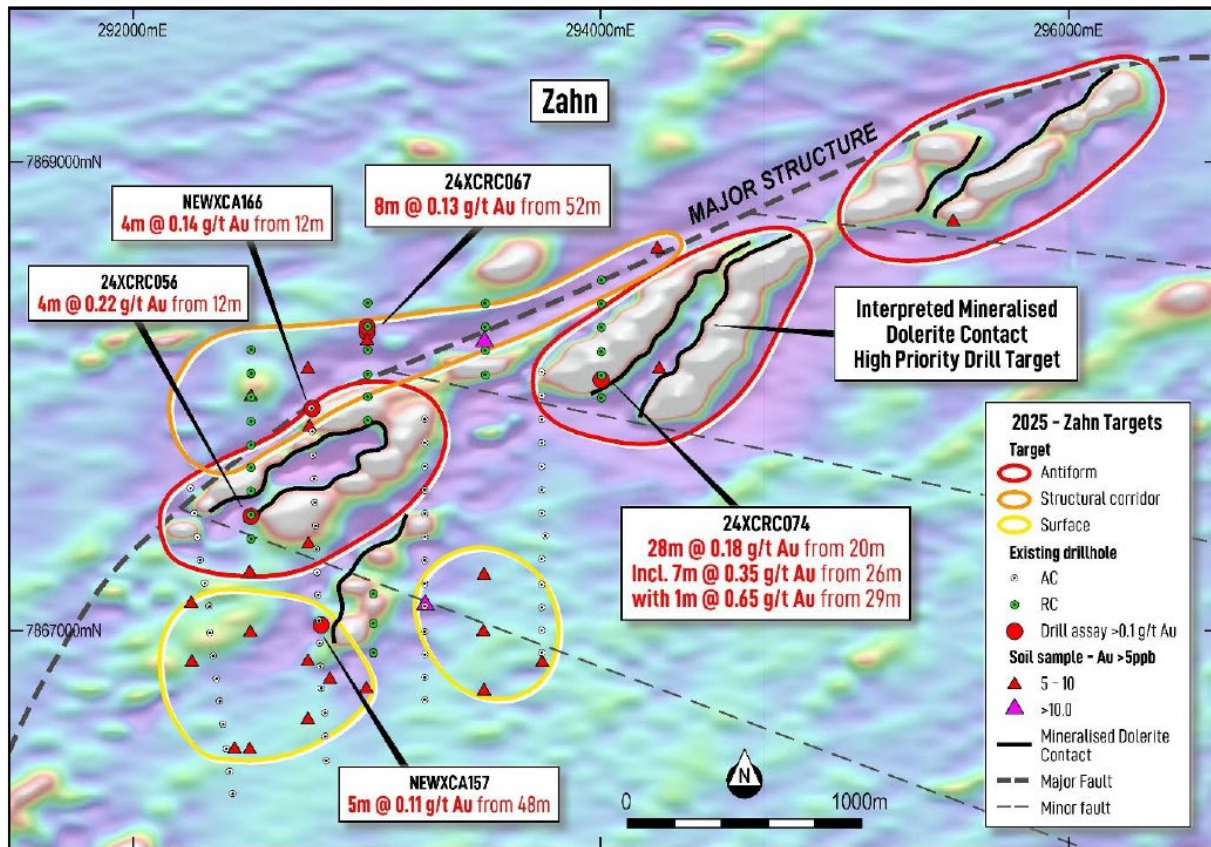 292000mE
294000mE
296000mE
Zahn
7869000mN
MAJOR STRUCTURE
24XCRC067
8m @ 0.13 g/t Au from 52m
NEWXCA166
4m @ 0.14 g/t Au from 12m
24XCRC056
4m @ 0.22 g/t Au from 12m
Interpreted Mineralised
Dolerite Contact
High Priority Drill Target
24XCRC074
28m @ 0.18 g/t Au from 20m
Incl. 7m @ 0.35 g/t Au from 26m
with 1m @ 0.65 g/t Au from 29m
7867000mN
NEWXCA157
5m @ 0.11 g/t Au from 48m
N
0
1000m
2025 - Zahn Targets
Target
Antiform
Structural corridor
Surface
Existing drillhole
AC
RC
Drill assay >0.1 g/t Au
Soil sample - Au >5ppb
5 - 10
>10.0
Mineralised Dolerite
Contact
Major Fault
Minor fault